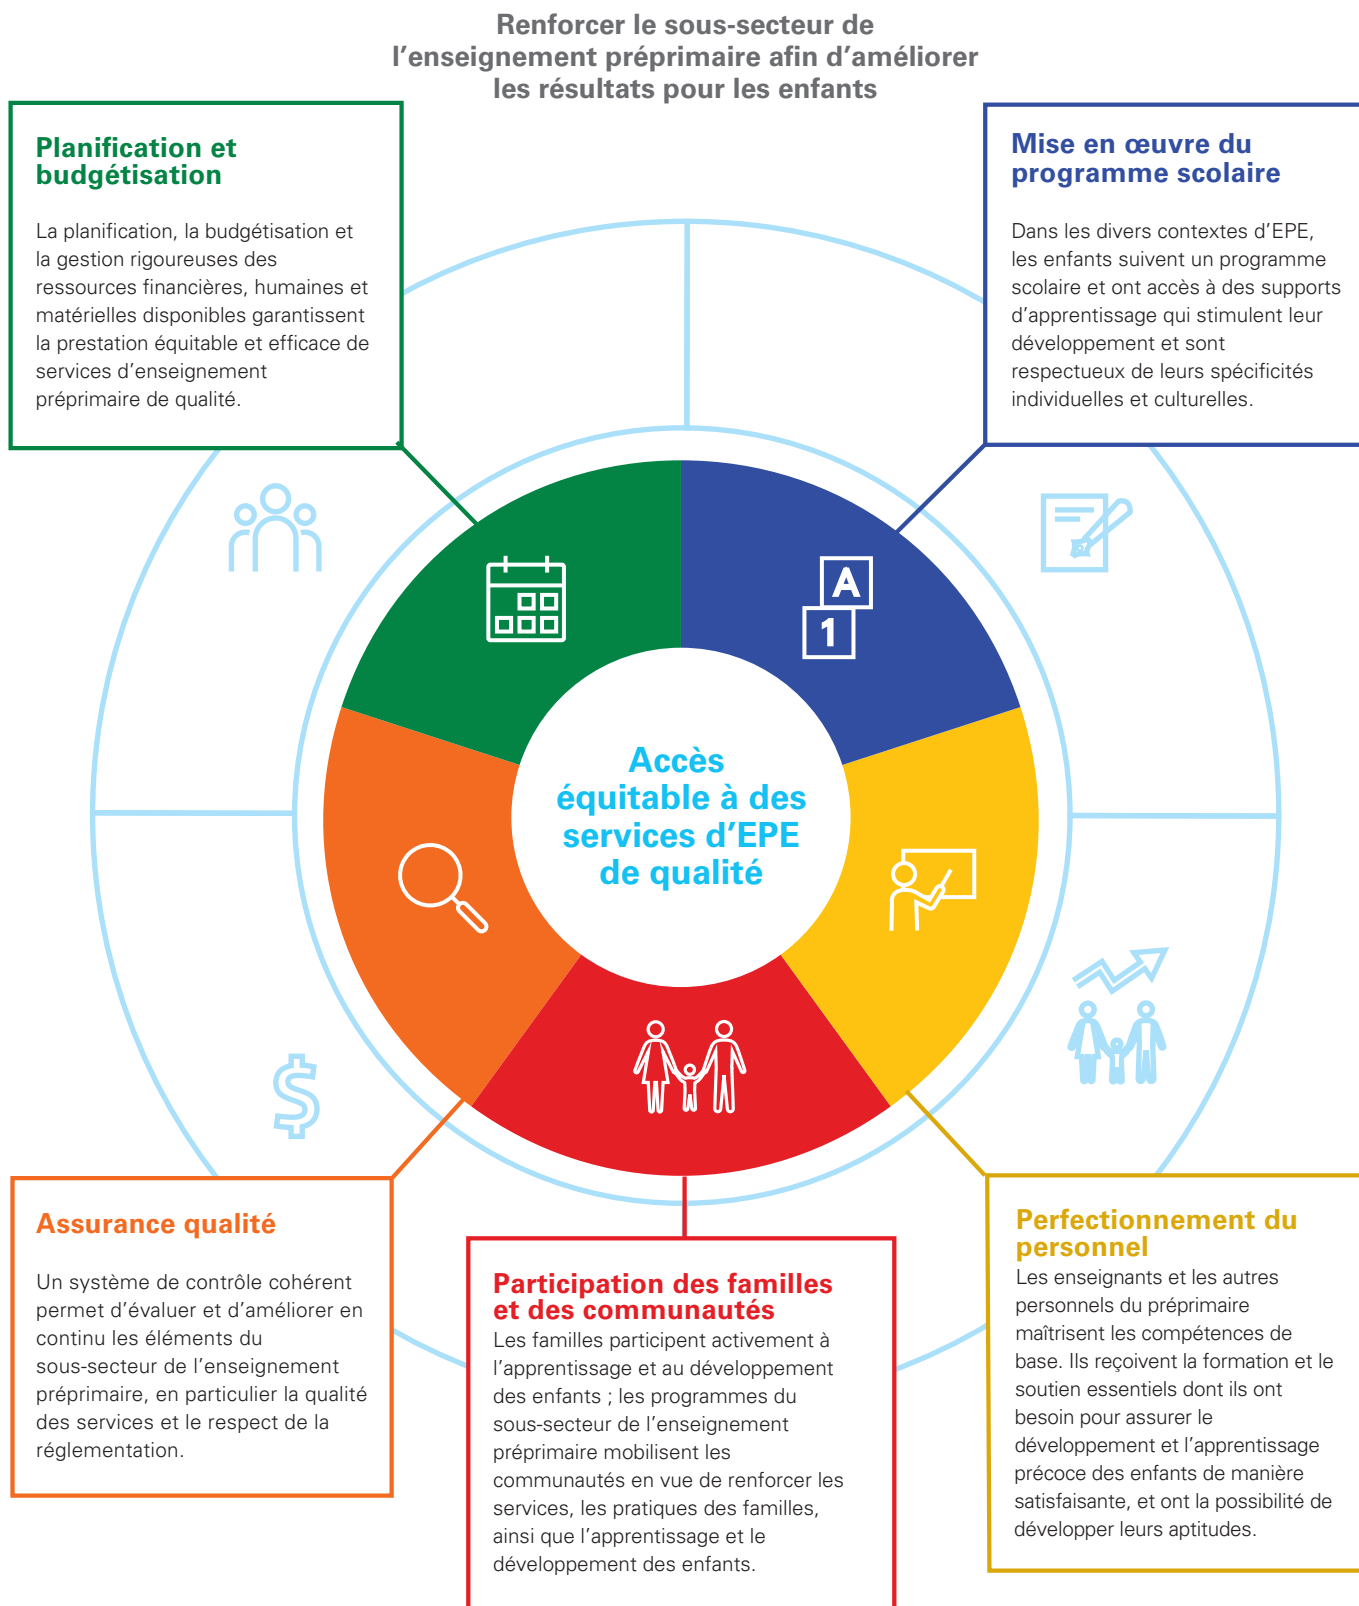 Renforcer le sous-secteur de
l’enseignement préprimaire afin d’améliorer
les résultats pour les enfants
Planification et
budgétisation
La planification, la budgétisation et
la gestion rigoureuses des
ressources financières, humaines et
matérielles disponibles garantissent
la prestation équitable et efficace de
services d’enseignement
préprimaire de qualité.
Mise en œuvre du
programme scolaire
Dans les divers contextes d’EPE,
les enfants suivent un programme
scolaire et ont accès à des supports
d’apprentissage qui stimulent leur
développement et sont
respectueux de leurs spécificités
individuelles et culturelles.
A
1
Accès
équitable à des
services d’EPE
de qualité
$
Assurance qualité
Un système de contrôle cohérent
permet d’évaluer et d’améliorer en
continu les éléments du
sous-secteur de l’enseignement
préprimaire, en particulier la qualité
des services et le respect de la
réglementation.
Participation des familles
et des communautés
Les familles participent activement à
l’apprentissage et au développement
des enfants ; les programmes du
sous-secteur de l’enseignement
préprimaire mobilisent les
communautés en vue de renforcer les
services, les pratiques des familles,
ainsi que l’apprentissage et le
développement des enfants.
Perfectionnement du
personnel
Les enseignants et les autres
personnels du préprimaire
maîtrisent les compétences de
base. Ils reçoivent la formation et le
soutien essentiels dont ils ont
besoin pour assurer le
développement et l’apprentissage
précoce des enfants de manière
satisfaisante, et ont la possibilité de
développer leurs aptitudes.